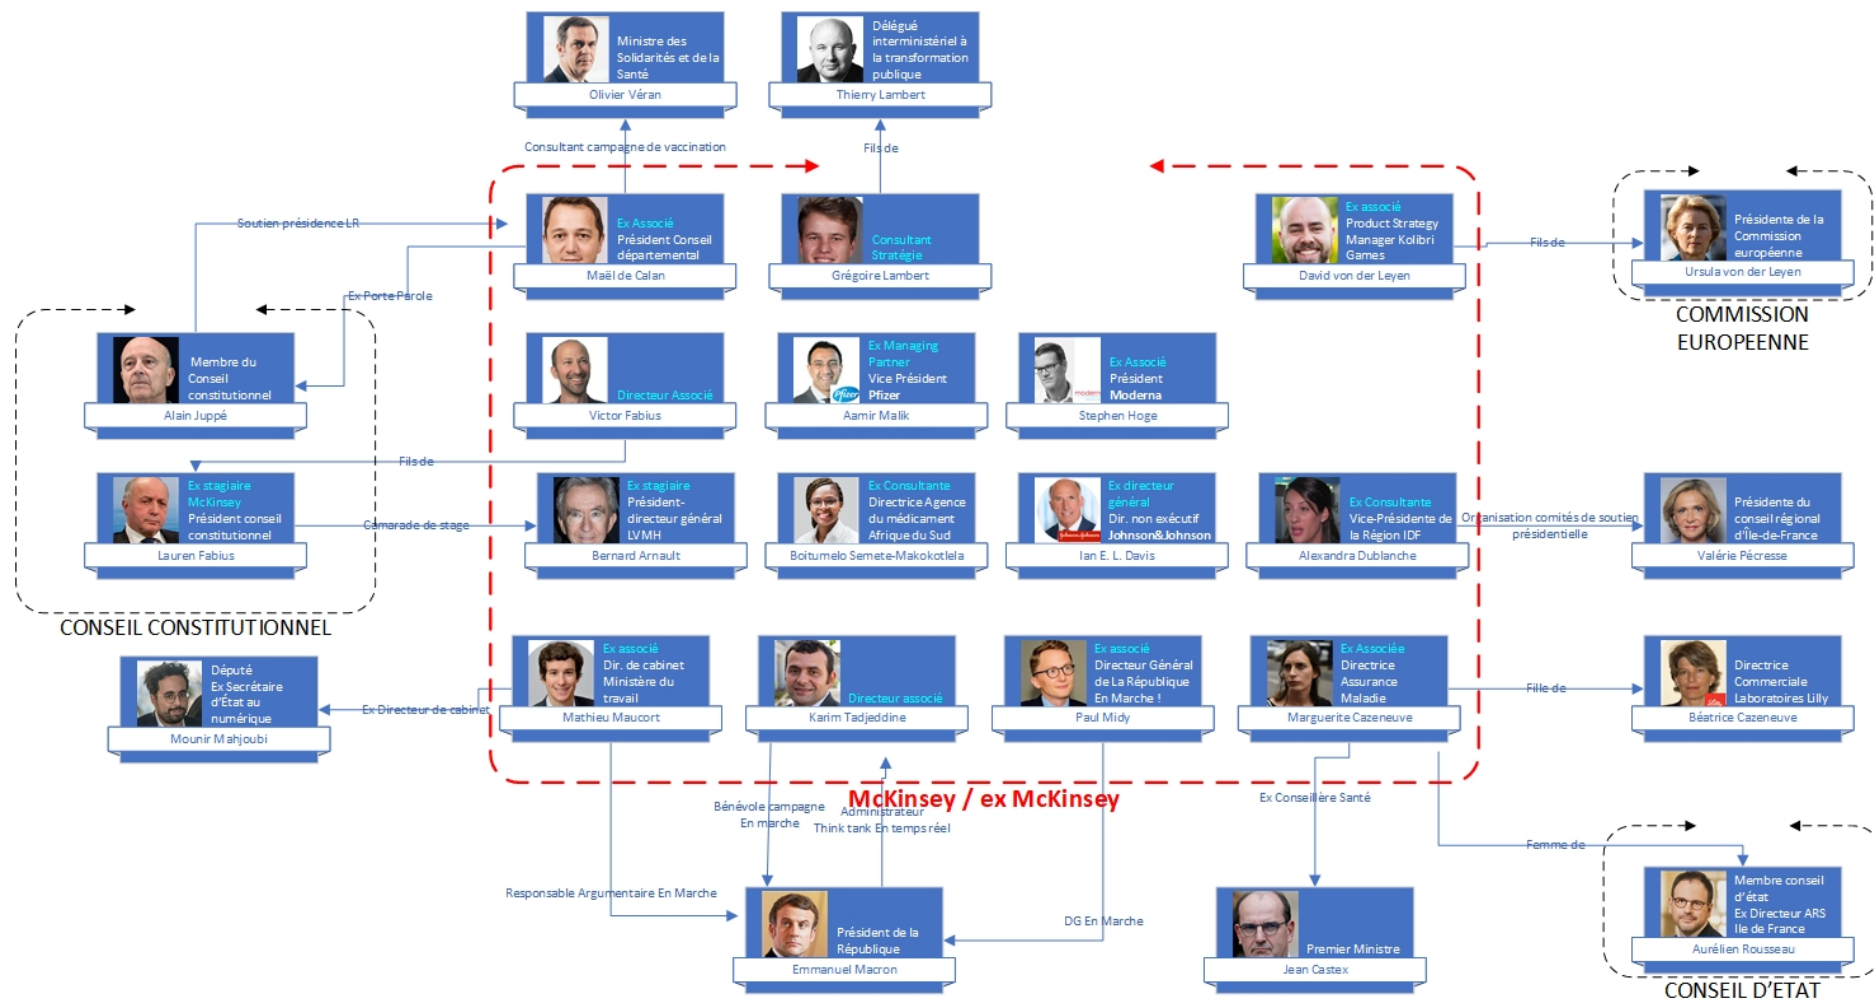 Ministre des
Solidarités et de la
Santé
Olivier Véran
Délégué
interministériel à
la transformation
publique
Thierry Lambert
Consultant campagne de vaccination
Fils de
Soutien présidence LR
Ex Associé
Président Conseil
départemental
Maël de Calan
Consultant
Stratégie
Grégoire Lambert
Ex associé
Product Strategy
Manager Kolibri
Games
David von der Leyen
Fils de
Présidente de la
Commission
européenne
Ursula von der Leyen
COMMISSION
EUROPEENNE
Ex Porte Parole
Membre du
Conseil
constitutionnel
Alain Juppé
Directeur Associé
Victor Fabius
Ex Managing
Partner
Vice Président
Pfizer
Pfizer
Aamir Malik
Ex Associé
Président
Moderna
moderna
Stephen Hoge
Fils de
Ex stagiaire
McKinsey
Président conseil
constitutionnel
Lauren Fabius
CONSEIL CONSTITUTIONNEL
Camarade de stage
Ex stagiaire
Président-
directeur général
LVMH
Bernard Arnault
Ex Consultante
Directrice Agence
du médicament
Afrique du Sud
Boitumelo Semete-Makokotlela
Ex directeur
général
Dir. non exécutif
Johnson&Johnson
Johnson&Johnson
Ian E. L. Davis
Ex Consultante
Vice-Présidente de
la Région IDF
Alexandra Dublanche
Organisation comités de soutien
présidentielle
Présidente du
conseil régional
d'Île-de-France
Valérie Pécresse
Député
Ex Secrétaire
d'État au
numérique
Mounir Mahjoubi
Ex Directeur de cabinet
Ex associé
Dir. de cabinet
Ministère du
travail
Mathieu Maucort
Directeur associé
Karim Tadjeddine
Ex associé
Directeur Général
de La République
En Marche !
Paul Midy
Ex Associée
Directrice
Assurance
Maladie
Marguerite Cazeneuve
Fille de
Directrice
Commerciale
Laboratoires Lilly
Lilly
Béatrice Cazeneuve
McKinsey / ex McKinsey
Bénévole campagne
En marche
Administrateur
Think tank En temps réel
Ex Conseillère Santé
Femme de
Responsable Argumentaire En Marche
DG En Marche
Président de la
République
Emmanuel Macron
Premier Ministre
Jean Castex
Membre conseil
d'état
Ex Directeur ARS
Ile de France
Aurélien Rousseau
CONSEIL D'ETAT